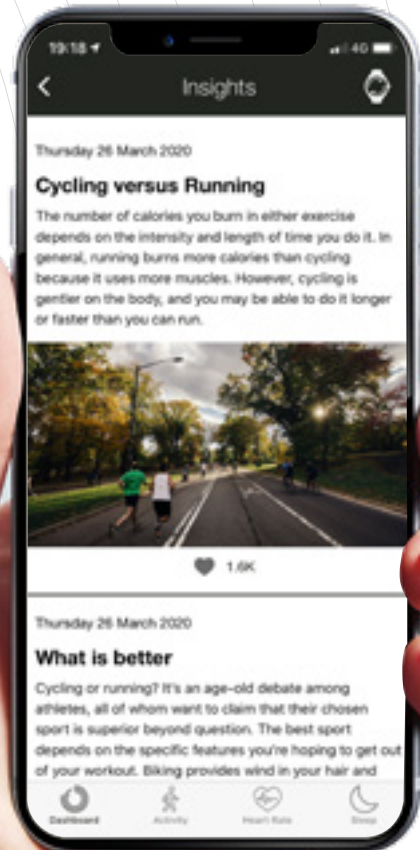 19:18
4G
Insights
Thursday 26 March 2020
Cycling versus Running
The number of calories you burn in either exercise
depends on the intensity and length of time you do it. In
general, running burns more calories than cycling
because it uses more muscles. However, cycling is
gentler on the body, and you may be able to do it longer
or faster than you can run.
1.6K
Thursday 26 March 2020
What is better
Cycling or running? It's an age-old debate among
athletes, all of whom want to claim that their chosen
sport is superior beyond question. The best sport
depends on the specific features you're hoping to get out
of your workout. Biking provides wind in your hair and
Dashboard
Activity
Heart Rate
Sleep